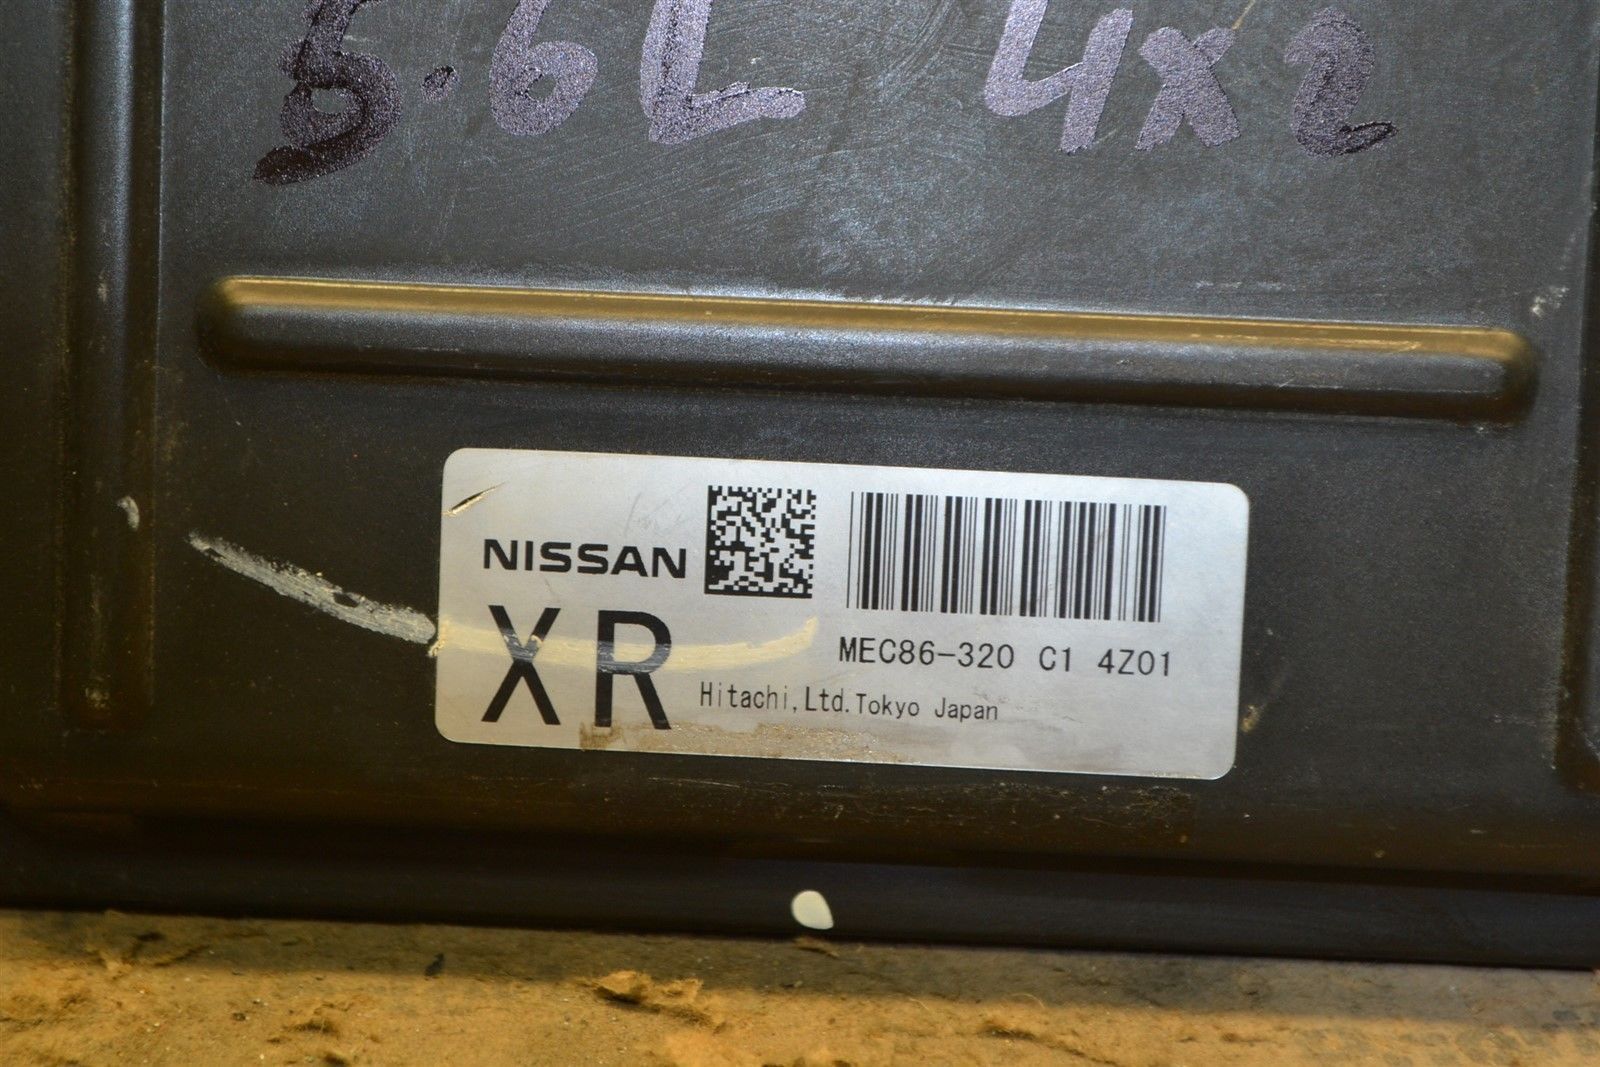 5.6L 4x2
NISSAN
XR
MEC86-320 C1 4Z01
Hitachi,Ltd.Tokyo Japan